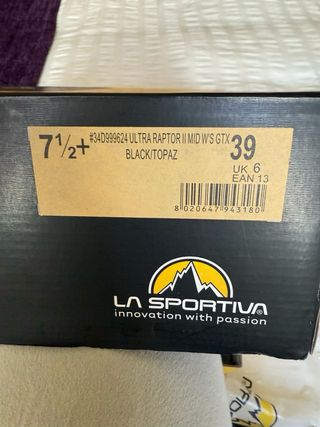 7½+
#34D999624 ULTRA RAPTOR II MID W'S GTX
BLACK/TOPAZ
39
UK 6
EAN 13
8 020647 943180
LA SPORTIVA®
innovation with passion